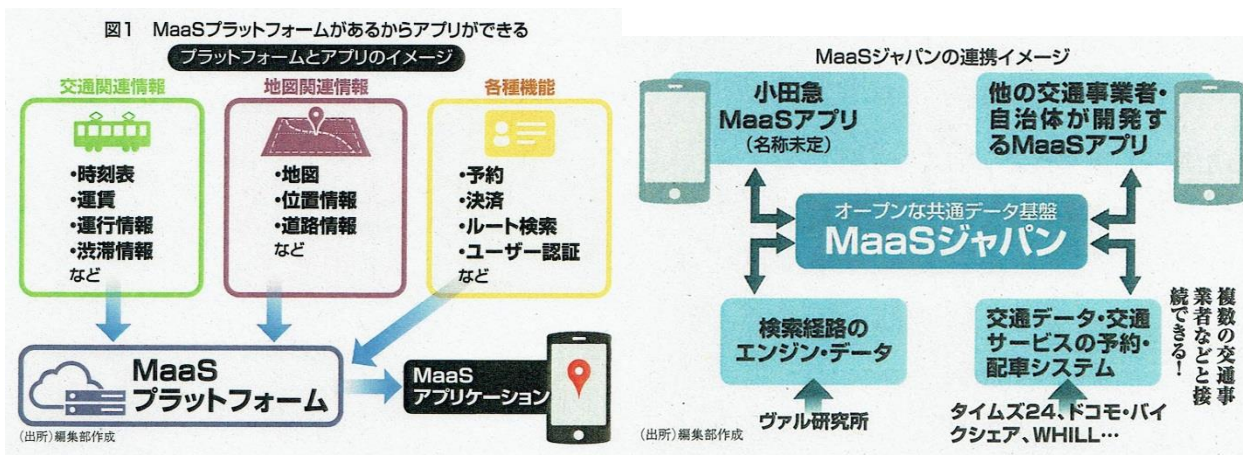 図1 MaaSプラットフォームがあるからアプリができる
プラットフォームとアプリのイメージ
交通関連情報
・時刻表
・運賃
・運行情報
・渋滞情報
など
地図関連情報
・地図
・位置情報
・道路情報
など
各種機能
・予約
・決済
・ルート検索
・ユーザー認証
など
MaaS
プラットフォーム
MaaS
アプリケーション
(出所)編集部作成
MaaSジャパンの連携イメージ
小田急
MaaSアプリ
(名称未定)
他の交通事業者・
自治体が開発す
るMaaSアプリ
オープンな共通データ基盤
MaaSジャパン
検索経路の
エンジン・データ
交通データ・交通
サービスの予約・
配車システム
複数の交通事
業者などと接
続できる!
ヴァル研究所
タイムズ24、ドコモ・バイ
クシェア、WHILL…
(出所)編集部作成